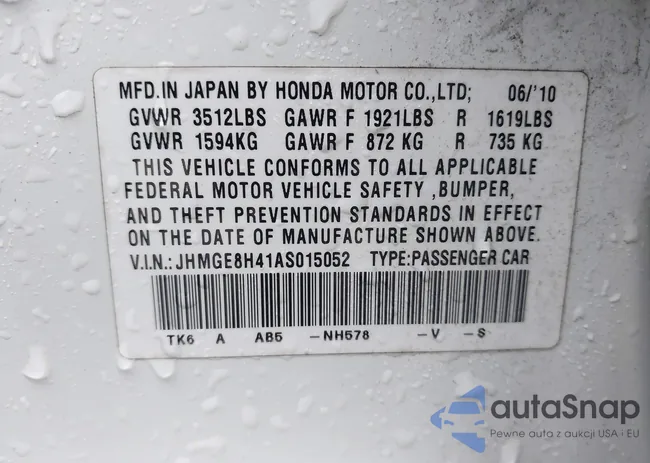 MFD.IN JAPAN BY HONDA MOTOR CO.,LTD; 06/'10
GVWR 3512LBS GAWR F 1921LBS R 1619LBS
GVWR 1594KG GAWR F 872 KG R 735 KG
THIS VEHICLE CONFORMS TO ALL APPLICABLE
FEDERAL MOTOR VEHICLE SAFETY ,BUMPER,
AND THEFT PREVENTION STANDARDS IN EFFECT
ON THE DATE OF MANUFACTURE SHOWN ABOVE.
V.I.N.: JHMGE8H41AS015052 TYPE:PASSENGER CAR
TK6 A AB5 -NH578 -V -S
autaSnap
Pewne auta z aukcji USA i EU